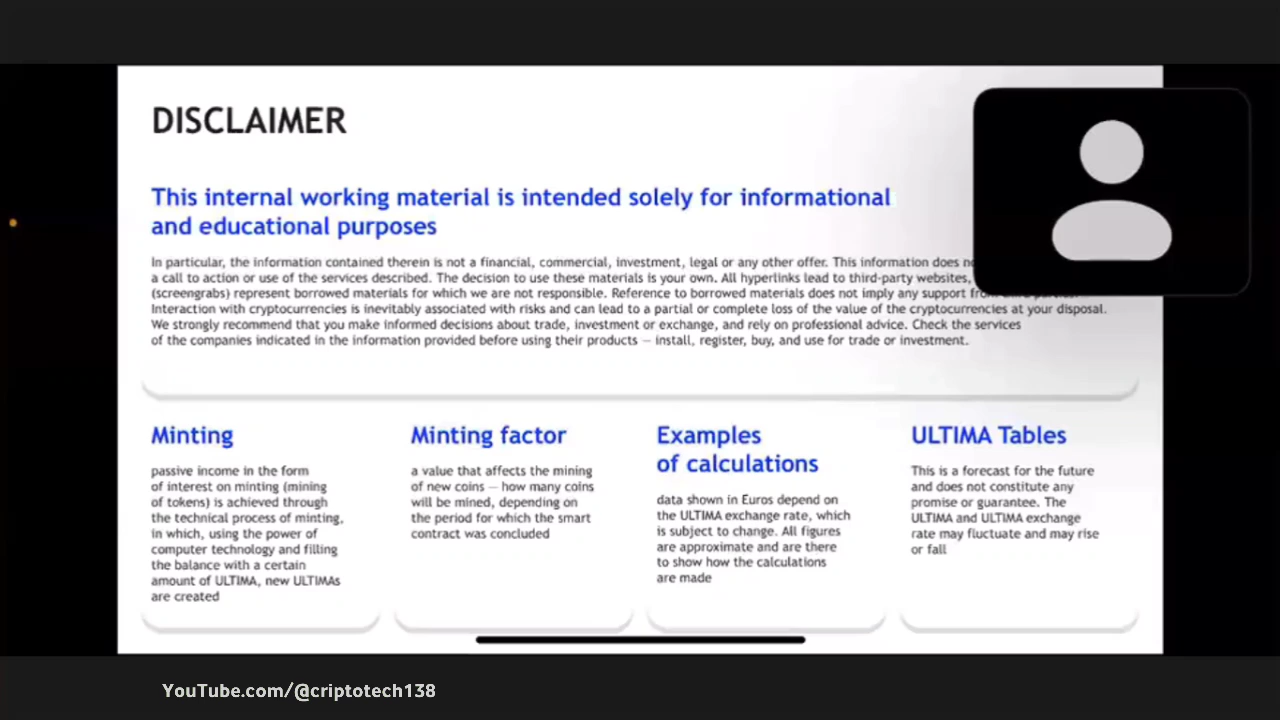 DISCLAIMER
This internal working material is intended solely for informational
and educational purposes
In particular, the information contained therein is not a financial, commercial, investment, legal or any other offer. This information does
a call to action or use of the services described. The decision to use these materials is your own. All hyperlinks lead to third-party websites,
(screengrabs) represent borrowed materials for which we are not responsible. Reference to borrowed materials does not imply any support
Interaction with cryptocurrencies is inevitably associated with risks and can lead to a partial or complete loss of the value of the cryptocurrencies at your disposal.
We strongly recommend that you make informed decisions about trade, investment or exchange, and rely on professional advice. Check the services
of the companies indicated in the information provided before using their products — install, register, buy, and use for trade or investment.
Minting
passive income in the form
of interest on minting (mining
of tokens) is achieved through
the technical process of minting,
in which, using the power of
computer technology and filling
the balance with a certain
amount of ULTIMA, new ULTIMAs
are created
Minting factor
a value that affects the mining
of new coins — how many coins
will be mined, depending on
the period for which the smart
contract was concluded
Examples
of calculations
data shown in Euros depend on
the ULTIMA exchange rate, which
is subject to change. All figures
are approximate and are there
to show how the calculations
are made
ULTIMA Tables
This is a forecast for the future
and does not constitute any
promise or guarantee. The
ULTIMA and ULTIMA exchange
rate may fluctuate and may rise
or fall
YouTube.com/@criptotech138